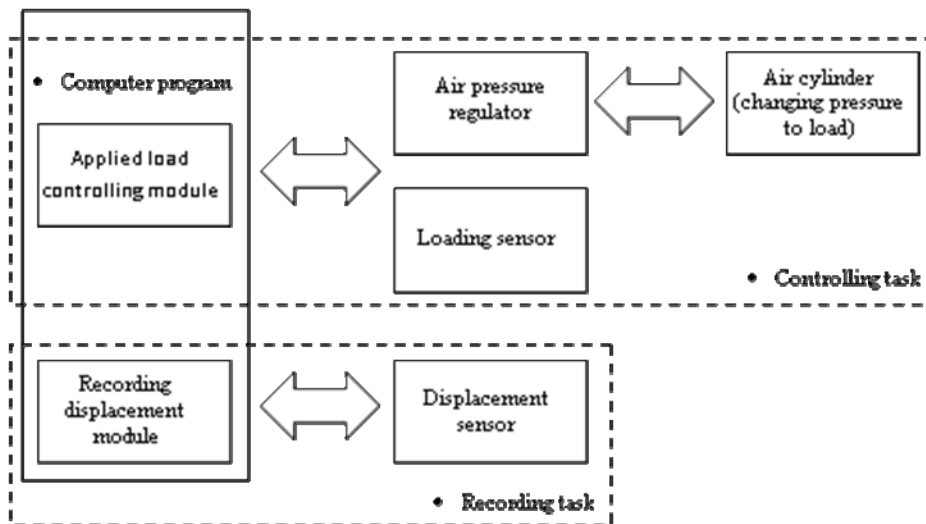 • Computer program
Applied load
controlling module
Air pressure
regulator
Air cylinder
(changing pressure
to load)
Loading sensor
• Controlling task
Recording
displacement
module
Displacement
sensor
• Recording task